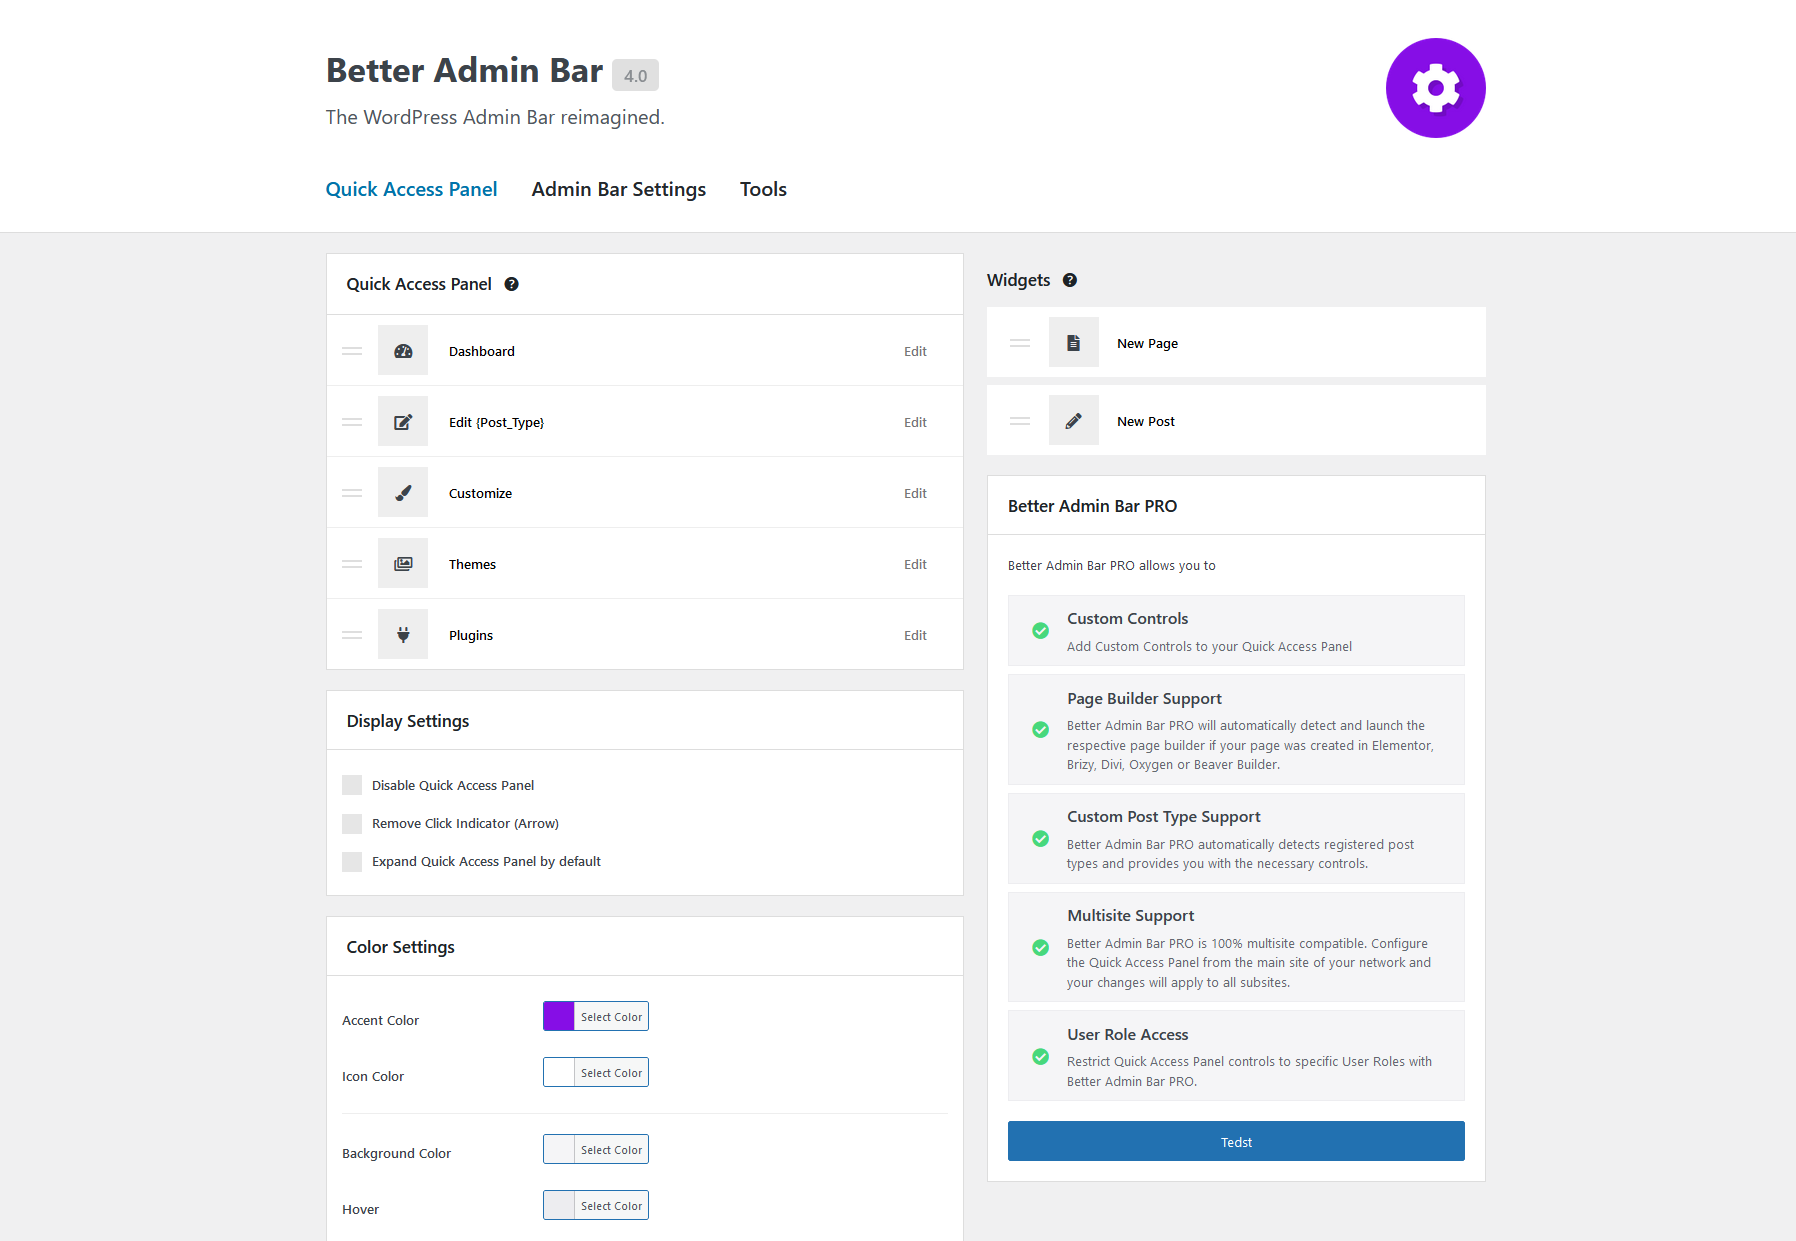 Better Admin Bar 4.0
The WordPress Admin Bar reimagined.
Quick Access Panel Admin Bar Settings Tools
Quick Access Panel ?
Dashboard Edit
Edit {Post_Type} Edit
Customize Edit
Themes Edit
Plugins Edit
Display Settings
Disable Quick Access Panel
Remove Click Indicator (Arrow)
Expand Quick Access Panel by default
Color Settings
Accent Color Select Color
Icon Color Select Color
Background Color Select Color
Hover Select Color
Widgets ?
New Page
New Post
Better Admin Bar PRO
Better Admin Bar PRO allows you to
Custom Controls
Add Custom Controls to your Quick Access Panel
Page Builder Support
Better Admin Bar PRO will automatically detect and launch the
respective page builder if your page was created in Elementor,
Brizy, Divi, Oxygen or Beaver Builder.
Custom Post Type Support
Better Admin Bar PRO automatically detects registered post
types and provides you with the necessary controls.
Multisite Support
Better Admin Bar PRO is 100% multisite compatible. Configure
the Quick Access Panel from the main site of your network and
your changes will apply to all subsites.
User Role Access
Restrict Quick Access Panel controls to specific User Roles with
Better Admin Bar PRO.
Tedst